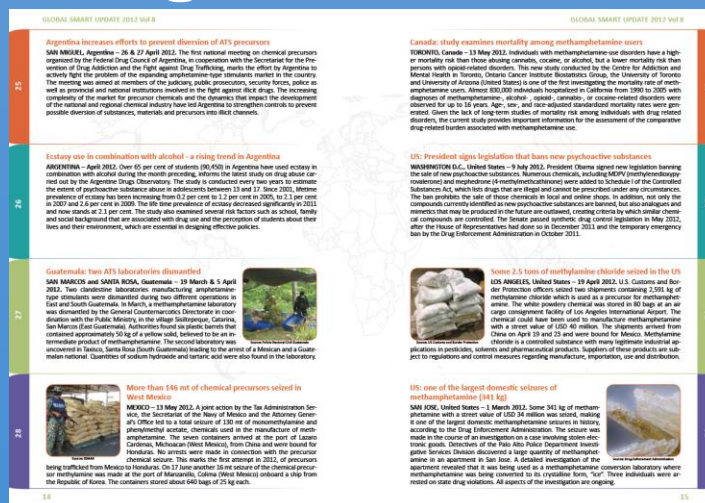 GLOBAL SMART UPDATE 2012 Vol 8
25
Argentina increases efforts to prevent diversion of ATS precursors
SAN MIGUEL, Argentina – 26 & 27 April 2012. The first national meeting on chemical precursors
organized by the Federal Drug Council of Argentina, in cooperation with the Secretariat for the Pre-
vention of Drug Addiction and the Fight against Drug Trafficking, marks the effort by Argentina to
actively fight the problem of the expanding amphetamine-type stimulants market in the country.
The meeting was aimed at members of the judiciary, public prosecutors, security forces, police as
well as provincial and national institutions involved in the fight against illicit drugs. The increasing
complexity of the market for precursor chemicals and the dynamics that impact the development
of the national and regional chemical industry have led Argentina to strengthen controls to prevent
possible diversion of substances, materials and precursors into illicit channels.
26
Ecstasy use in combination with alcohol - a rising trend in Argentina
ARGENTINA – April 2012. Over 65 per cent of students (90,450) in Argentina have used ecstasy in
combination with alcohol during the month preceding, informs the latest study on drug abuse car-
ried out by the Argentine Drugs Observatory. The study is conducted every two years to estimate
the extent of psychoactive substance abuse in adolescents between 13 and 17. Since 2001, lifetime
prevalence of ecstasy has been increasing from 0.2 per cent to 1.2 per cent in 2005, to 2.1 per cent
in 2007 and 2.6 per cent in 2009. The life time prevalence of ecstasy decreased significantly in 2011
and now stands at 2.1 per cent. The study also examined several risk factors such as school, family
and social background that are associated with drug use and the perception of students about their
lives and their environment, which are essential in designing effective policies.
27
Guatemala: two ATS laboratories dismantled
SAN MARCOS and SANTA ROSA, Guatemala – 19 March & 5 April
2012. Two clandestine laboratories manufacturing amphetamine-
type stimulants were dismantled during two different operations in
East and South Guatemala. In March, a methamphetamine laboratory
was dismantled by the General Counternarcotics Directorate in coor-
dination with the Public Ministry, in the village Sisiltepeque, Catarina,
San Marcos (East Guatemala). Authorities found six plastic barrels that
contained approximately 50 kg of a yellow solid, believed to be an in-
termediate product of methamphetamine. The second laboratory was
uncovered in Taxisco, Santa Rosa (South Guatemala) leading to the arrest of a Mexican and a Guate-
malan national. Quantities of sodium hydroxide and tartaric acid were also found in the laboratory.
Source: Policía Nacional Civil Guatemala
28
More than 146 mt of chemical precursors seized in
West Mexico
MEXICO – 13 May 2012. A joint action by the Tax Administration Ser-
vice, the Secretariat of the Navy of Mexico and the Attorney Gener-
al's Office led to a total seizure of 130 mt of monomethylamine and
phenylmethyl acetate, chemicals used in the manufacture of meth-
amphetamine. The seven containers arrived at the port of Lazaro
Cardenas, Michoacan (West Mexico), from China and were bound for
Honduras. No arrests were made in connection with the precursor
chemical seizure. This marks the first attempt in 2012, of precursors
being trafficked from Mexico to Honduras. On 17 June another 16 mt seizure of the chemical precur-
sor methylamine was made at the port of Manzanillo, Colima (West Mexico) onboard a ship from
the Republic of Korea. The containers stored about 640 bags of 25 kg each.
Source: SEMAR
14
GLOBAL SMART UPDATE 2012 Vol 8
Canada: study examines mortality among methamphetamine users
TORONTO, Canada – 13 May 2012. Individuals with methamphetamine-use disorders have a high-
er mortality risk than those abusing cannabis, cocaine, or alcohol, but a lower mortality risk than
persons with opioid-related disorders. This new study conducted by the Centre for Addiction and
Mental Health in Toronto, Ontario Cancer Institute Biostatistics Group, the University of Toronto
and University of Arizona (United States) is one of the first investigating the mortality rate of meth-
amphetamine users. Almost 830,000 individuals hospitalized in California from 1990 to 2005 with
diagnoses of methamphetamine-, alcohol-, opioid-, cannabis-, or cocaine-related disorders were
observed for up to 16 years. Age-, sex-, and race-adjusted standardized mortality rates were gen-
erated. Given the lack of long-term studies of mortality risk among individuals with drug related
disorders, the current study provides important information for the assessment of the comparative
drug-related burden associated with methamphetamine use.
US: President signs legislation that bans new psychoactive substances
WASHINGTON D.C., United States – 9 July 2012. President Obama signed new legislation banning
the sale of new psychoactive substances. Numerous chemicals, including MDPV (methylenedioxypy-
rovalerone) and mephedrone (4-methylmethcathinone) were added to Schedule I of the Controlled
Substances Act, which lists drugs that are illegal and cannot be prescribed under any circumstances.
The ban prohibits the sale of those chemicals in local and online shops. In addition, not only the
compounds currently identified as new psychoactive substances are banned, but also analogues and
mimetics that may be produced in the future are outlawed, creating criteria by which similar chemi-
cal compounds are controlled. The Senate passed synthetic drug control legislation in May 2012,
after the House of Representatives had done so in December 2011 and the temporary emergency
ban by the Drug Enforcement Administration in October 2011.
Some 2.5 tons of methylamine chloride seized in the US
LOS ANGELES, United States – 19 April 2012. U.S. Customs and Bor-
der Protection officers seized two shipments containing 2,591 kg of
methylamine chloride which is used as a precursor for methamphet-
amine. The white powdery chemical was stored in 80 bags at an air
cargo consignment facility of Los Angeles International Airport. The
chemical could have been used to manufacture methamphetamine
with a street value of USD 40 million. The shipments arrived from
China on April 19 and 25 and were bound for Mexico. Methylamine
chloride is a controlled substance with many legitimate industrial ap-
plications in pesticides, solvents and pharmaceutical products. Suppliers of these products are sub-
ject to regulations and control measures regarding manufacture, importation, use and distribution.
Source: US Customs and Border Protection
US: one of the largest domestic seizures of
methamphetamine (341 kg)
SAN JOSE, United States – 1 March 2012. Some 341 kg of metham-
phetamine with a street value of USD 34 million was seized, making
it one of the largest domestic methamphetamine seizures in history,
according to the Drug Enforcement Administration. The seizure was
made in the course of an investigation on a case involving stolen elec-
tronic goods. Detectives of the Palo Alto Police Department Investi-
gative Services Division discovered a large quantity of methamphet-
amine in an apartment in San Jose. A detailed investigation of the
apartment revealed that it was being used as a methamphetamine conversion laboratory where
methamphetamine was being converted to its crystalline form, "ice". Three individuals were ar-
rested on state drug violations. All aspects of the investigation are ongoing.
Source: Drug Enforcement Administration
15